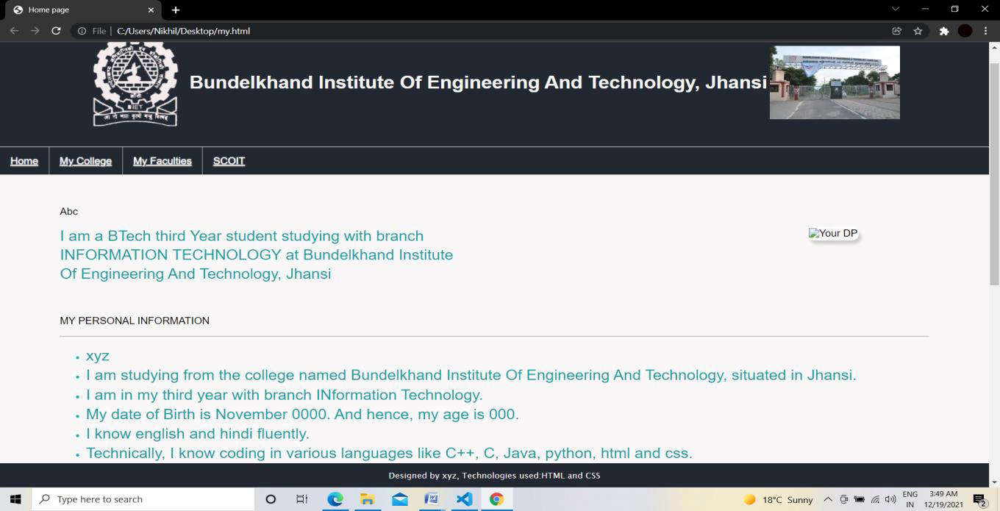 Home page
File
C:/Users/Nikhil/Desktop/my.html
BIET
Bundelkhand Institute Of Engineering And Technology, Jhansi
Home
My College
My Faculties
SCOIT
Abc
I am a BTech third Year student studying with branch
INFORMATION TECHNOLOGY at Bundelkhand Institute
Of Engineering And Technology, Jhansi
Your DP
MY PERSONAL INFORMATION
• xyz
• I am studying from the college named Bundelkhand Institute Of Engineering And Technology, situated in Jhansi.
• I am in my third year with branch INformation Technology.
• My date of Birth is November 0000. And hence, my age is 000.
• I know english and hindi fluently.
• Technically, I know coding in various languages like C++, C, Java, python, html and css.
Designed by xyz, Technologies used:HTML and CSS
Type here to search
18°C Sunny
ENG
IN
3:49 AM
12/19/2021
2